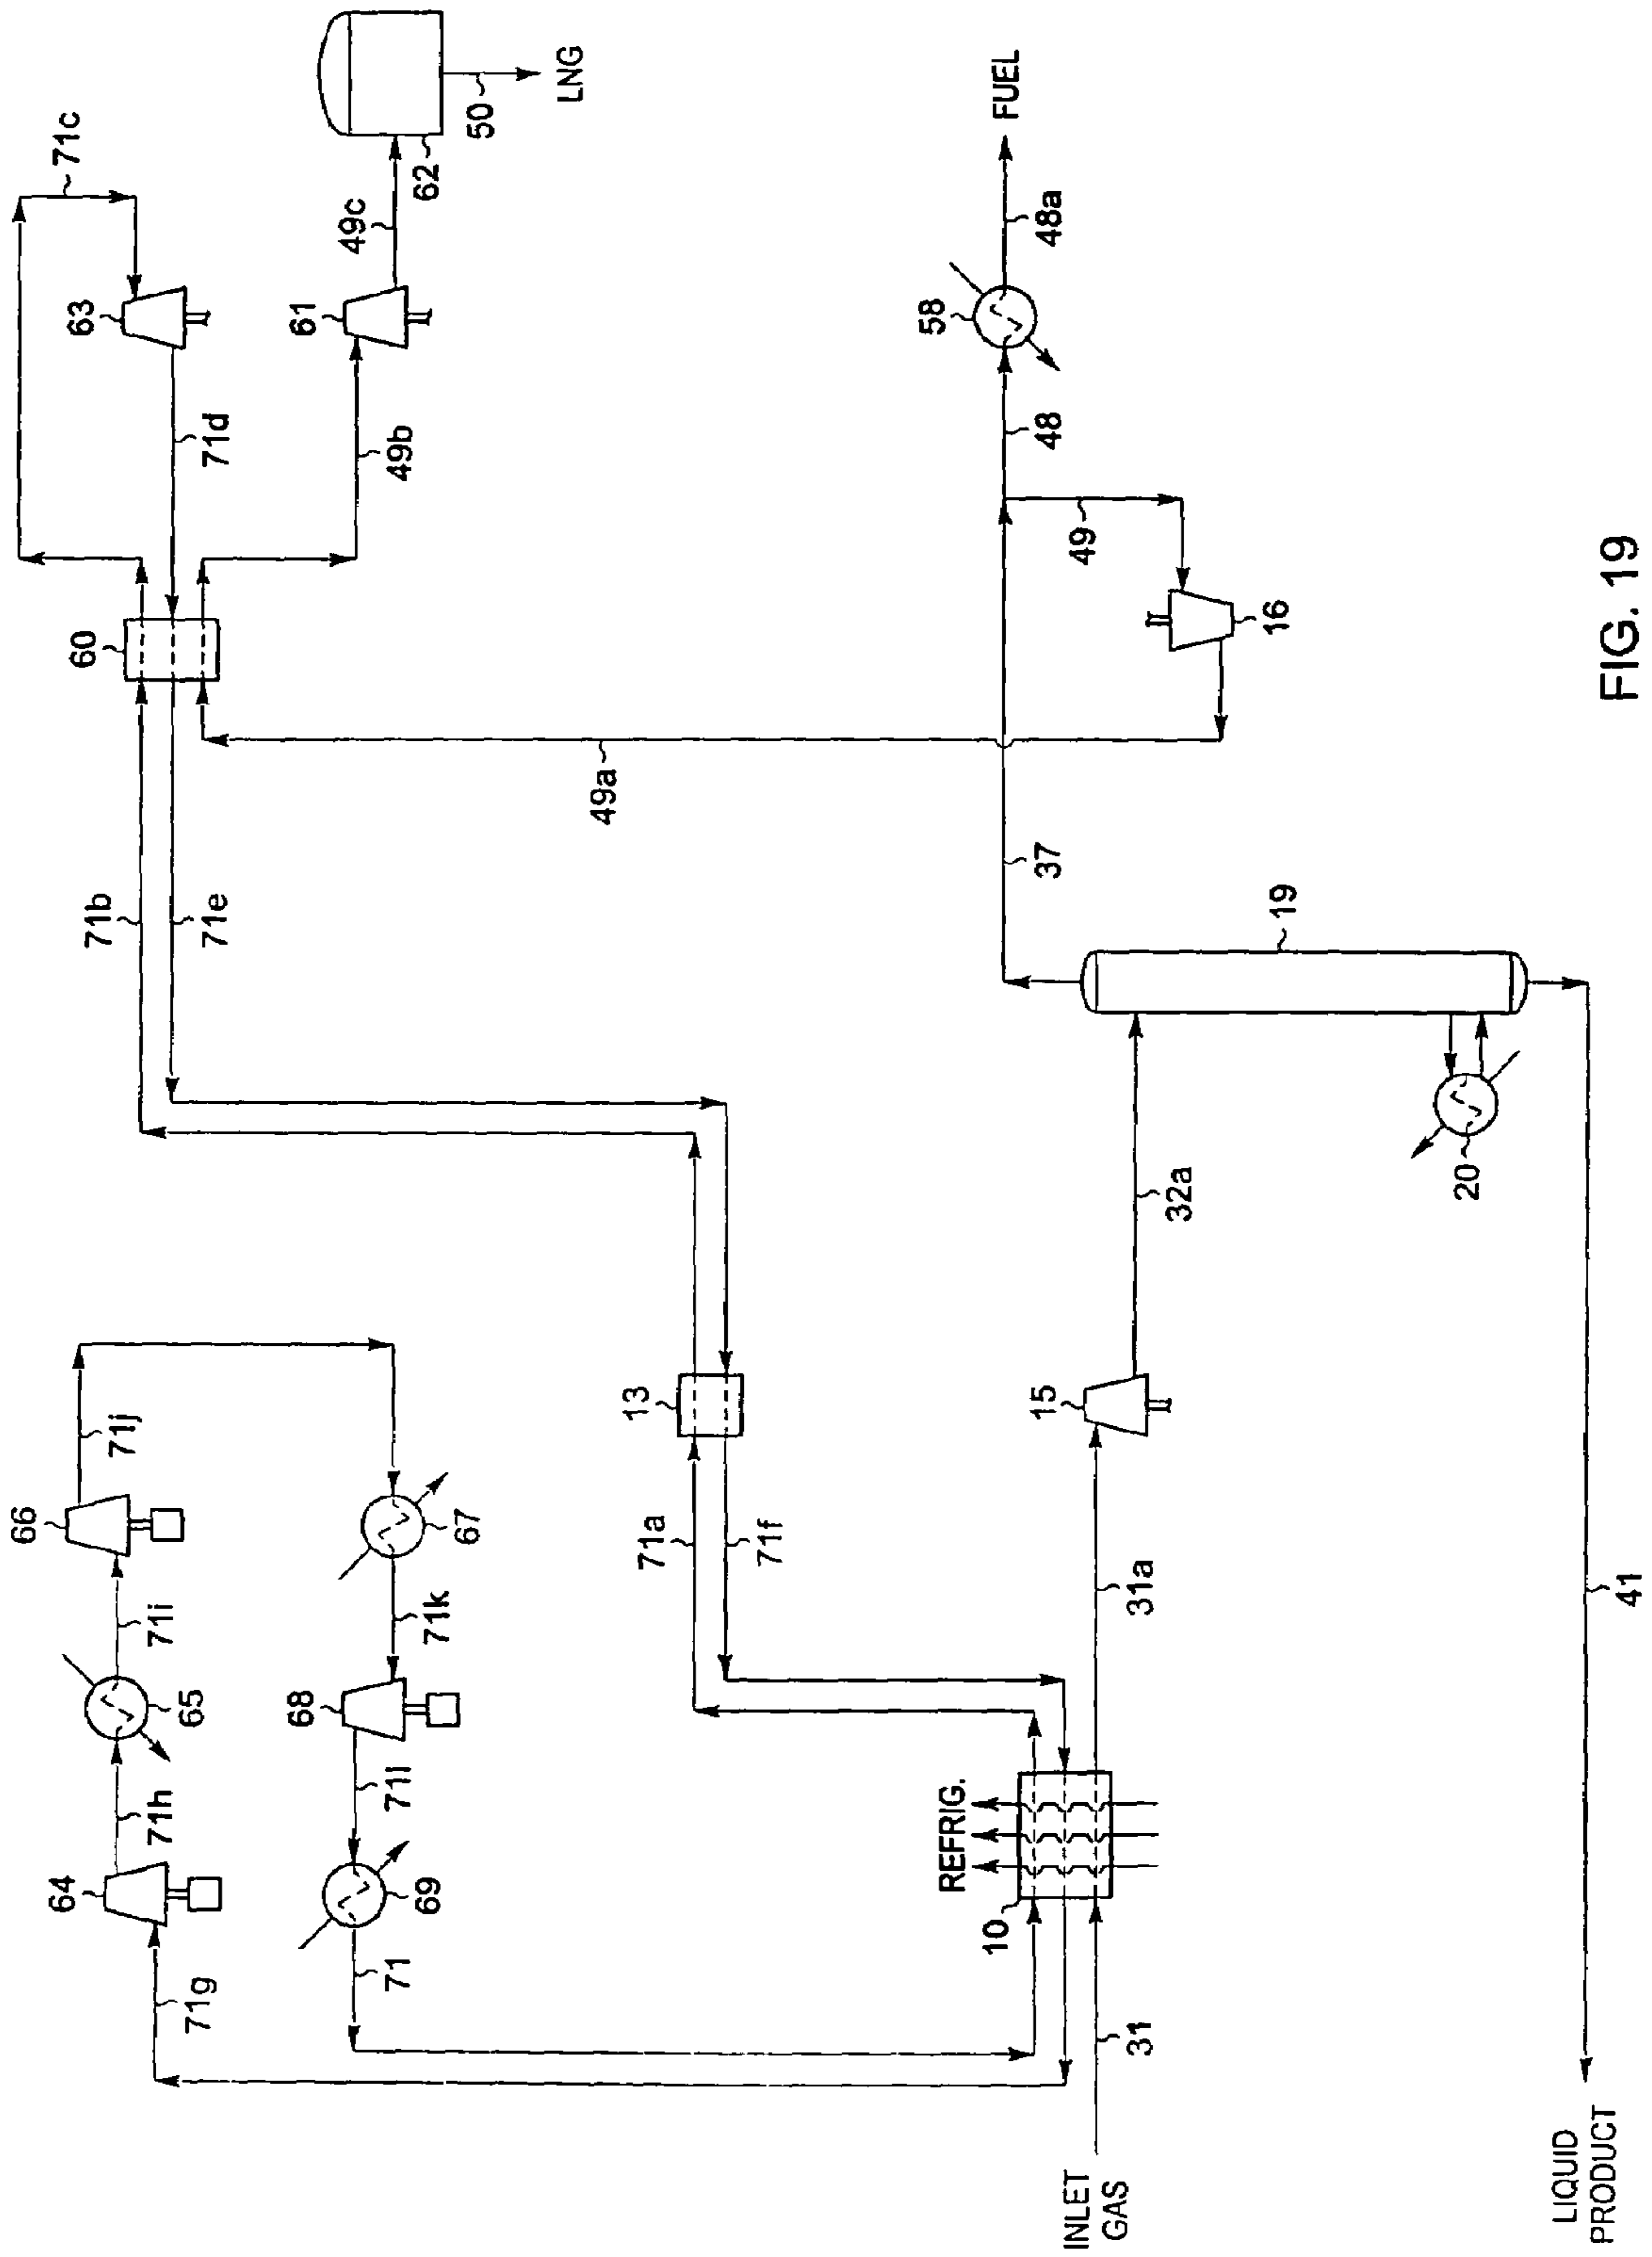 71c
63
71d
60
61
49b
49c
62
50
LNG
71b
71e
49a
66
71j
71i
65
71h
64
71g
67
71k
68
71l
69
71
13
71a
71f
58
48
48a
FUEL
49
16
37
19
20
32a
15
31a
REFRIG.
10
31
INLET
GAS
41
LIQUID
PRODUCT
FIG. 19